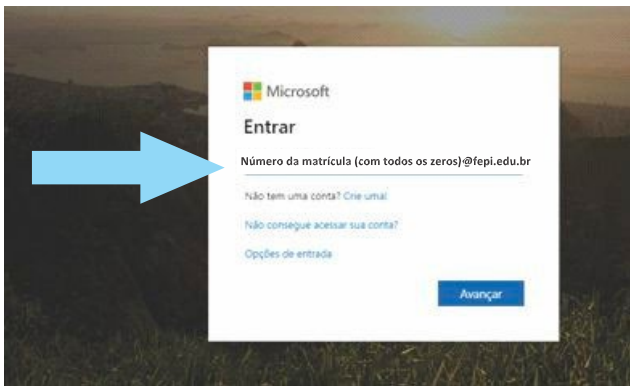 Microsoft
Entrar
Número da matrícula (com todos os zeros)@fepi.edu.br
Não tem uma conta? Crie uma!
Não consegue acessar sua conta?
Opções de entrada
Avançar